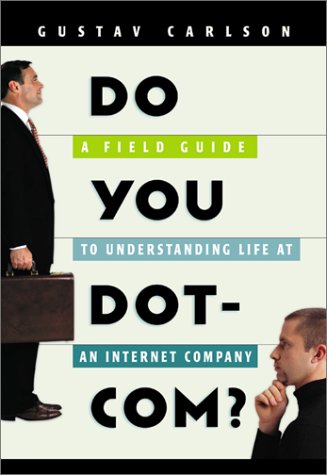 GUSTAV CARLSON
DO
A FIELD GUIDE
YOU
TO UNDERSTANDING LIFE AT
DOT-
AN INTERNET COMPANY
COM?